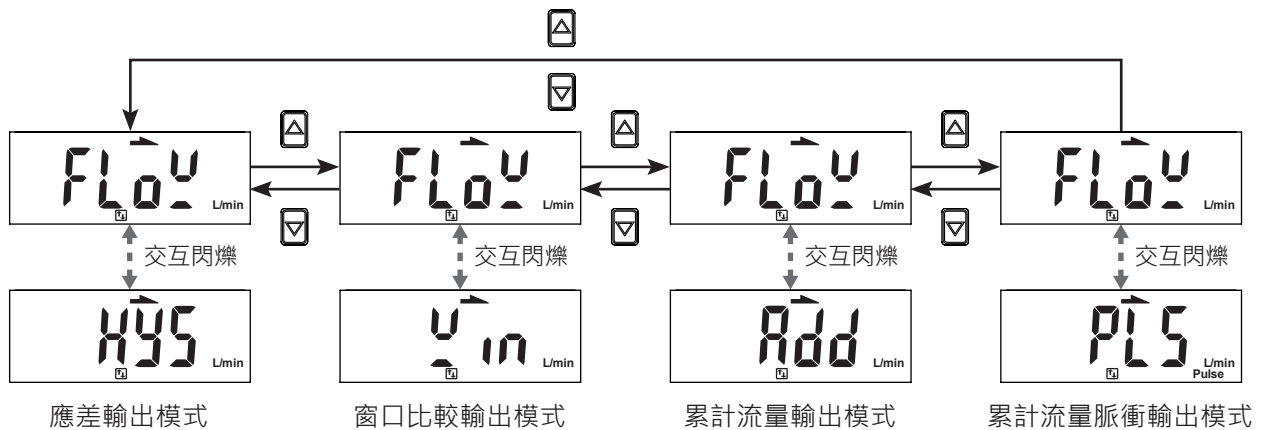 FLoW
L/min
FLoW
L/min
FLoW
L/min
FLoW
L/min
交互閃爍
交互閃爍
交互閃爍
交互閃爍
HYS
L/min
Win
L/min
Add
L/min
PLS
L/min
Pulse
應差輸出模式
窗口比較輸出模式
累計流量輸出模式
累計流量脈衝輸出模式